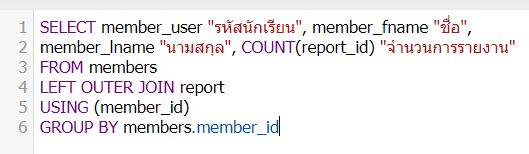 1 SELECT member_user "รหัสนักเรียน", member_fname "ชื่อ",
2 member_lname "นามสกุล", COUNT(report_id) "จำนวนการรายงาน"
3 FROM members
4 LEFT OUTER JOIN report
5 USING (member_id)
6 GROUP BY members.member_id